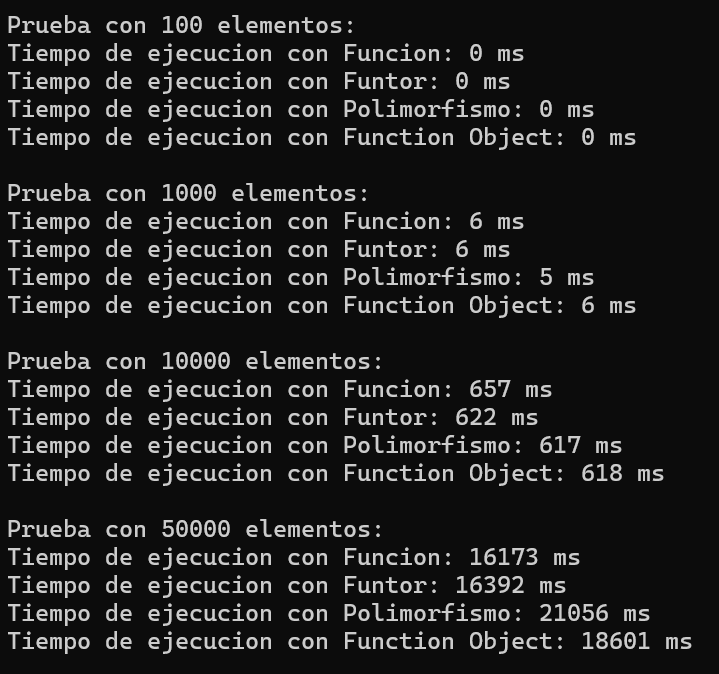 Prueba con 100 elementos:
Tiempo de ejecucion con Funcion: 0 ms
Tiempo de ejecucion con Funtor: 0 ms
Tiempo de ejecucion con Polimorfismo: 0 ms
Tiempo de ejecucion con Function Object: 0 ms
Prueba con 1000 elementos:
Tiempo de ejecucion con Funcion: 6 ms
Tiempo de ejecucion con Funtor: 6 ms
Tiempo de ejecucion con Polimorfismo: 5 ms
Tiempo de ejecucion con Function Object: 6 ms
Prueba con 10000 elementos:
Tiempo de ejecucion con Funcion: 657 ms
Tiempo de ejecucion con Funtor: 622 ms
Tiempo de ejecucion con Polimorfismo: 617 ms
Tiempo de ejecucion con Function Object: 618 ms
Prueba con 50000 elementos:
Tiempo de ejecucion con Funcion: 16173 ms
Tiempo de ejecucion con Funtor: 16392 ms
Tiempo de ejecucion con Polimorfismo: 21056 ms
Tiempo de ejecucion con Function Object: 18601 ms